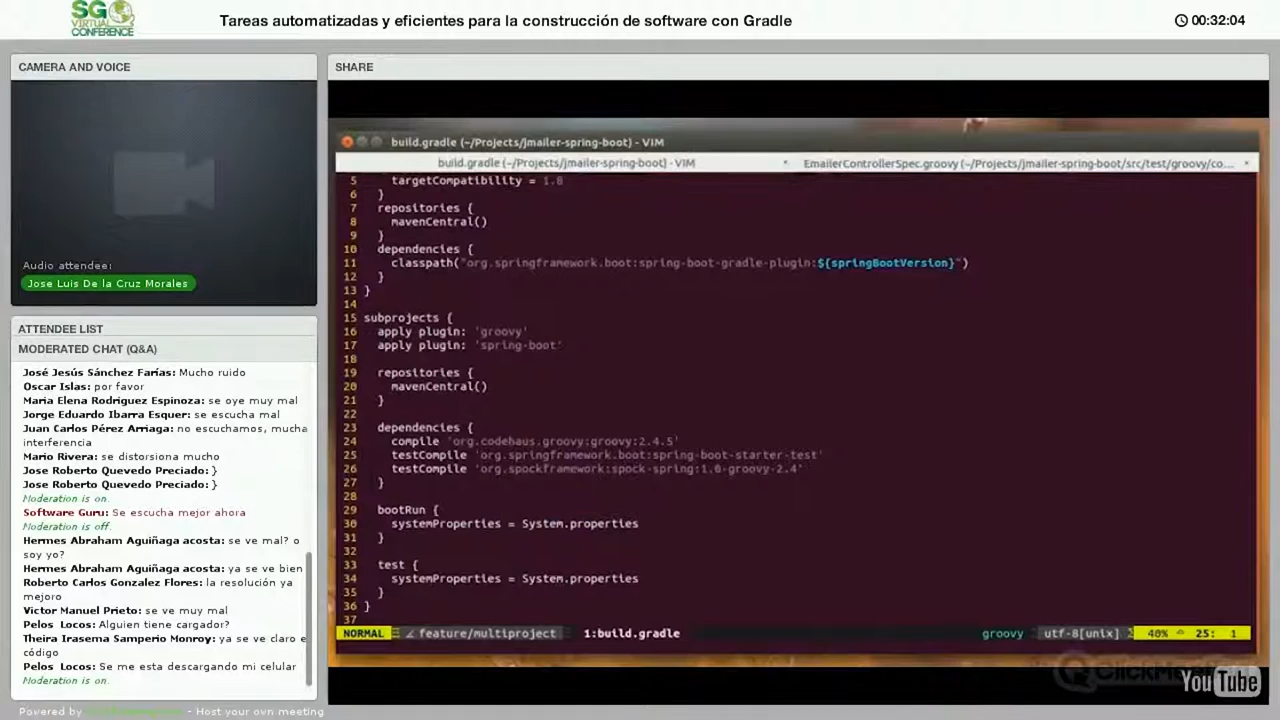 SG
VIRTUAL
CONFERENCE
Tareas automatizadas y eficientes para la construcción de software con Gradle
00:32:04
CAMERA AND VOICE
Audio attendee:
Jose Luis De la Cruz Morales
ATTENDEE LIST
MODERATED CHAT (Q&A)
José Jesús Sánchez Farías: Mucho ruido
Oscar Islas: por favor
Maria Elena Rodriguez Espinoza: se oye muy mal
Jorge Eduardo Ibarra Esquer: se escucha mal
Juan Carlos Pérez Arriaga: no escuchamos, mucha
interferencia
Mario Rivera: se distorsiona mucho
Jose Roberto Quevedo Preciado: }
Jose Roberto Quevedo Preciado: }
Moderation is on.
Software Guru: Se escucha mejor ahora
Moderation is off.
Hermes Abraham Aguiñaga acosta: se ve mal? o
soy yo?
Hermes Abraham Aguiñaga acosta: ya se ve bien
Roberto Carlos Gonzalez Flores: la resolución ya
mejoro
Victor Manuel Prieto: se ve muy mal
Pelos Locos: Alguien tiene cargador?
Theira Irasema Samperio Monroy: ya se ve claro e
código
Pelos Locos: Se me esta descargando mi celular
Moderation is on.
Powered by - Host your own meeting
SHARE
build.gradle (~/Projects/jmailer-spring-boot) - VIM
build.gradle (~/Projects/jmailer-spring-boot) - VIM × EmailerControllerSpec.groovy (~/Projects/jmailer-spring-boot/src/test/groovy/co... ×
5 targetCompatibility = 1.8
6 }
7 repositories {
8 mavenCentral()
9 }
10 dependencies {
11 classpath("org.springframework.boot:spring-boot-gradle-plugin:${springBootVersion}")
12 }
13 }
14
15 subprojects {
16 apply plugin: 'groovy'
17 apply plugin: 'spring-boot'
18
19 repositories {
20 mavenCentral()
21 }
22
23 dependencies {
24 compile 'org.codehaus.groovy:groovy:2.4.5'
25 testCompile 'org.springframework.boot:spring-boot-starter-test'
26 testCompile 'org.spockframework:spock-spring:1.0-groovy-2.4'
27 }
28
29 bootRun {
30 systemProperties = System.properties
31 }
32
33 test {
34 systemProperties = System.properties
35 }
36 }
37
NORMAL feature/multiproject 1:build.gradle groovy utf-8[unix] 40% 25: 1
YouTube